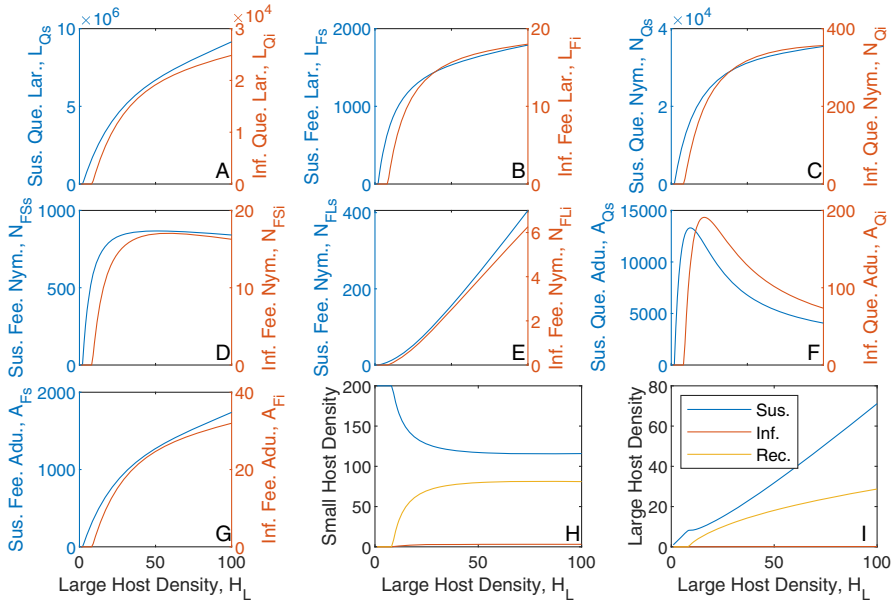 × 10^6
× 10^4
10
5
0
3
2
1
0
Sus. Que. Lar., L_Qs
Inf. Que. Lar., L_Qi
A
2000
1000
0
20
10
0
Sus. Fee. Lar., L_Fs
Inf. Fee. Lar., L_Fi
B
× 10^4
4
2
0
400
200
0
Sus. Que. Nym., N_Qs
Inf. Que. Nym., N_Qi
C
1000
500
0
20
10
0
Sus. Fee. Nym., N_FSs
Inf. Fee. Nym., N_FSi
D
400
200
0
6
4
2
0
Sus. Fee. Nym., N_FLs
Inf. Fee. Nym., N_FLi
E
15000
10000
5000
0
200
100
0
Sus. Que. Adu., A_Qs
Inf. Que. Adu., A_Qi
F
2000
1000
0
40
20
0
0 50 100
Sus. Fee. Adu., A_Fs
Inf. Fee. Adu., A_Fi
G
Large Host Density, H_L
200
150
100
50
0
0 50 100
Small Host Density
H
Large Host Density, H_L
80
60
40
20
0
0 50 100
Large Host Density
Sus.
Inf.
Rec.
I
Large Host Density, H_L